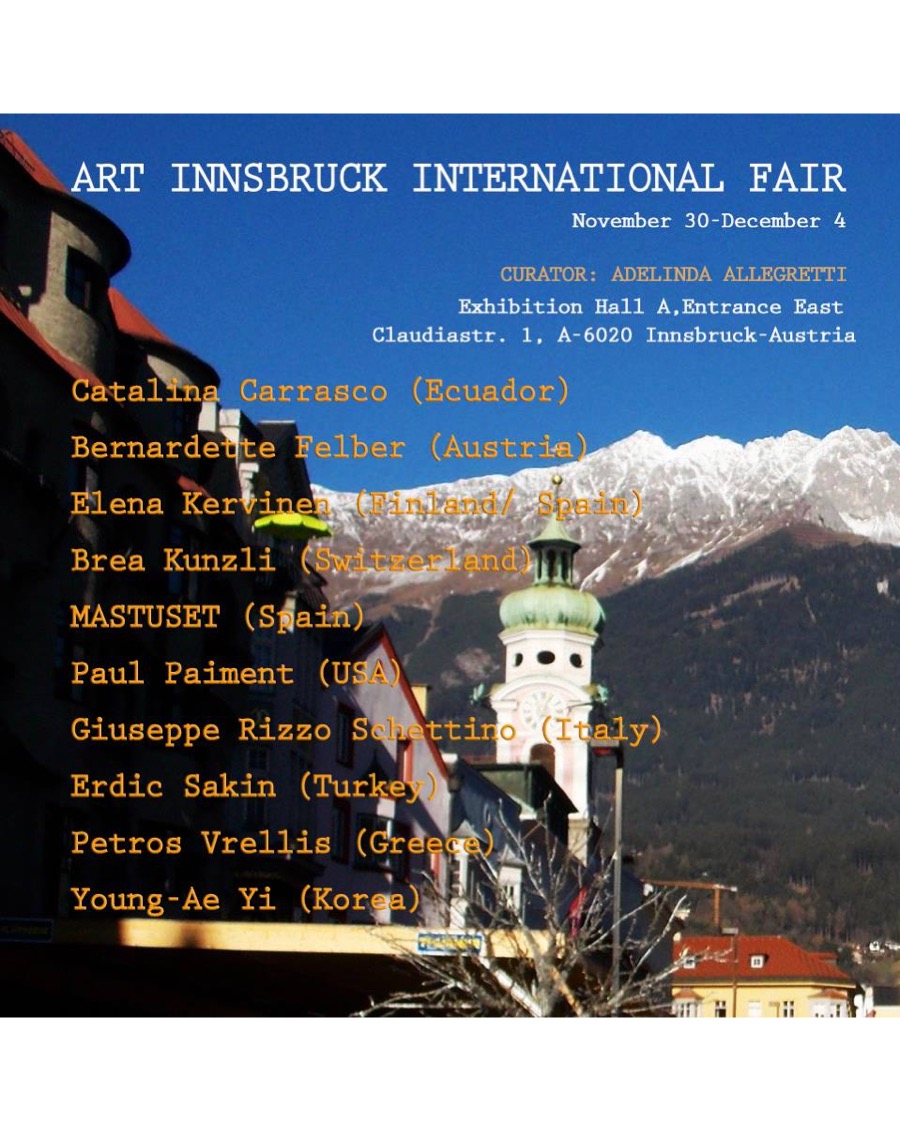 ART INNSBRUCK INTERNATIONAL FAIR
November 30-December 4
CURATOR: ADELINDA ALLEGRETTI
Exhibition Hall A,Entrance East
Claudiastr. 1, A-6020 Innsbruck-Austria
Catalina Carrasco (Ecuador)
Bernardette Felber (Austria)
Elena Kervinen (Finland/ Spain)
Brea Kunzli (Switzerland)
MASTUSET (Spain)
Paul Paiment (USA)
Giuseppe Rizzo Schettino (Italy)
Erdic Sakin (Turkey)
Petros Vrellis (Greece)
Young-Ae Yi (Korea)